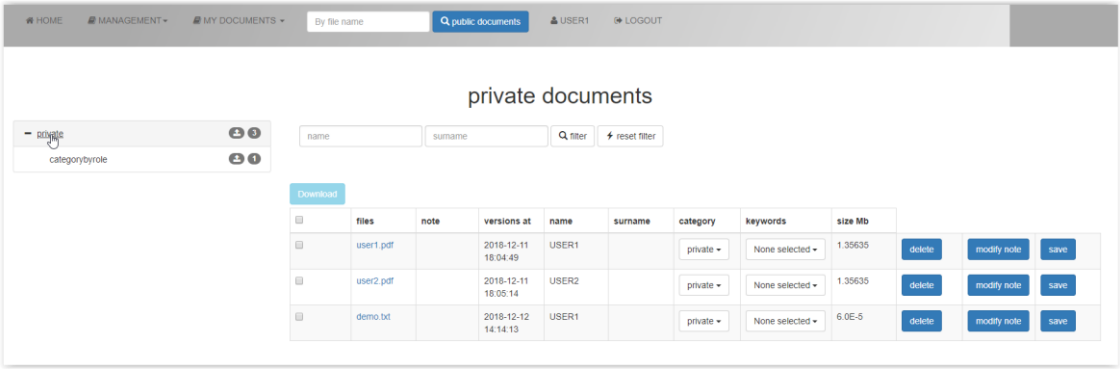 HOME MANAGEMENT MY DOCUMENTS By file name public documents USER1 LOGOUT
private documents
private 3
categorybyrole 1
name surname filter reset filter
Download
files note versions at name surname category keywords size Mb
user1.pdf 2018-12-11 18:04:49 USER1 private None selected 1.35635 delete modify note save
user2.pdf 2018-12-11 18:05:14 USER2 private None selected 1.35635 delete modify note save
demo.txt 2018-12-12 14:14:13 USER1 private None selected 6.0E-5 delete modify note save